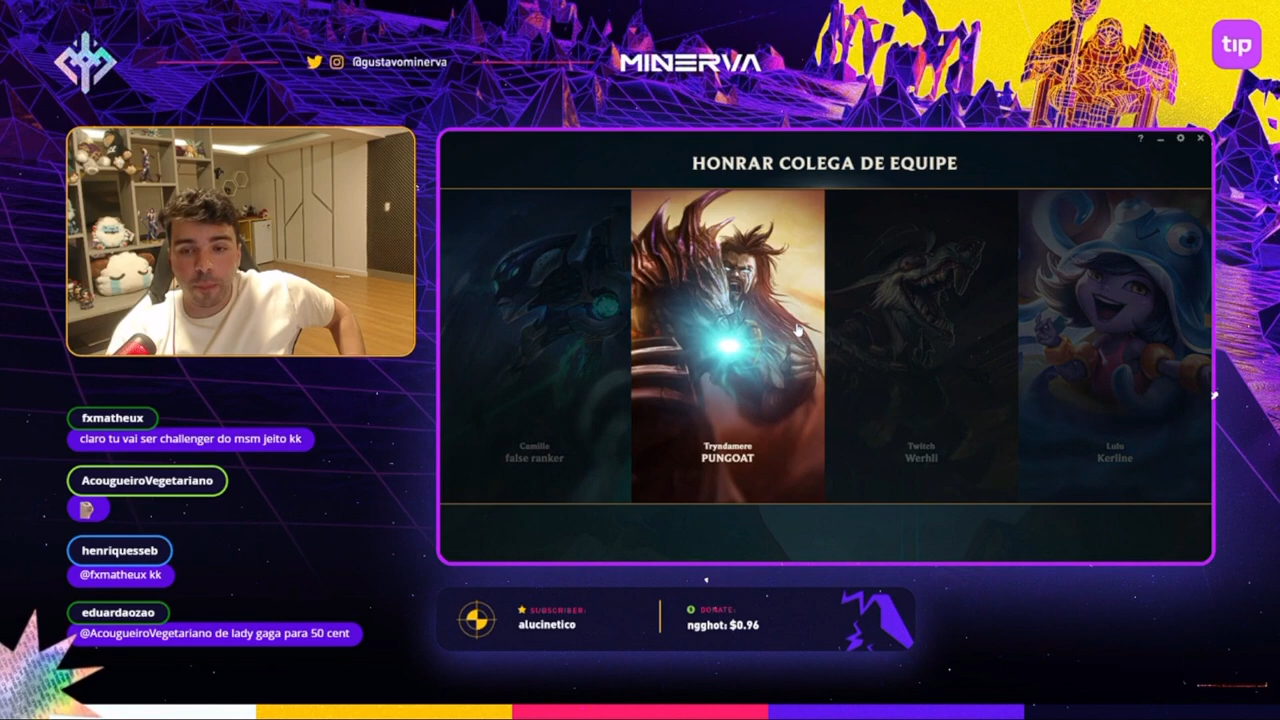 @gustavominerva
MINERVA
tip
HONRAR COLEGA DE EQUIPE
Camille
false ranker
Tryndamere
PUNGOAT
Twitch
Werhli
Lulu
Kerline
fxmatheux
claro tu vai ser challenger do msm jeito kk
AcougueiroVegetariano
henriquesseb
@fxmatheux kk
eduardaozao
@AcougueiroVegetariano de lady gaga para 50 cent
SUBSCRIBER:
alucinetico
DONATE:
ngghot: $0.96